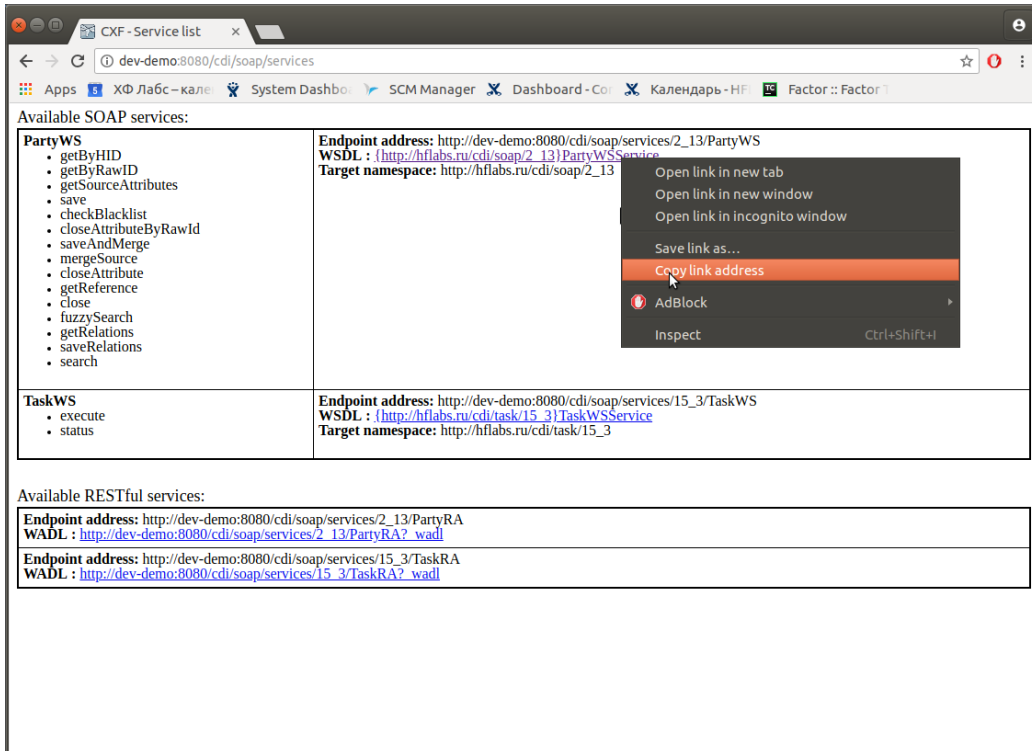 CXF - Service list
dev-demo:8080/cdi/soap/services
Apps 5 ХФ Лабс – кале System Dashbo SCM Manager Dashboard - Con Календарь - HF TC Factor :: Factor T
Available SOAP services:
PartyWS
getByHID
getByRawID
getSourceAttributes
save
checkBlacklist
closeAttributeByRawId
saveAndMerge
mergeSource
closeAttribute
getReference
close
fuzzySearch
getRelations
saveRelations
search
Endpoint address: http://dev-demo:8080/cdi/soap/services/2_13/PartyWS
WSDL : {http://hflabs.ru/cdi/soap/2_13}PartyWSService
Target namespace: http://hflabs.ru/cdi/soap/2_13
Open link in new tab
Open link in new window
Open link in incognito window
Save link as...
Copy link address
AdBlock
Inspect Ctrl+Shift+I
TaskWS
execute
status
Endpoint address: http://dev-demo:8080/cdi/soap/services/15_3/TaskWS
WSDL : {http://hflabs.ru/cdi/task/15_3}TaskWSService
Target namespace: http://hflabs.ru/cdi/task/15_3
Available RESTful services:
Endpoint address: http://dev-demo:8080/cdi/soap/services/2_13/PartyRA
WADL : http://dev-demo:8080/cdi/soap/services/2_13/PartyRA?_wadl
Endpoint address: http://dev-demo:8080/cdi/soap/services/15_3/TaskRA
WADL : http://dev-demo:8080/cdi/soap/services/15_3/TaskRA?_wadl